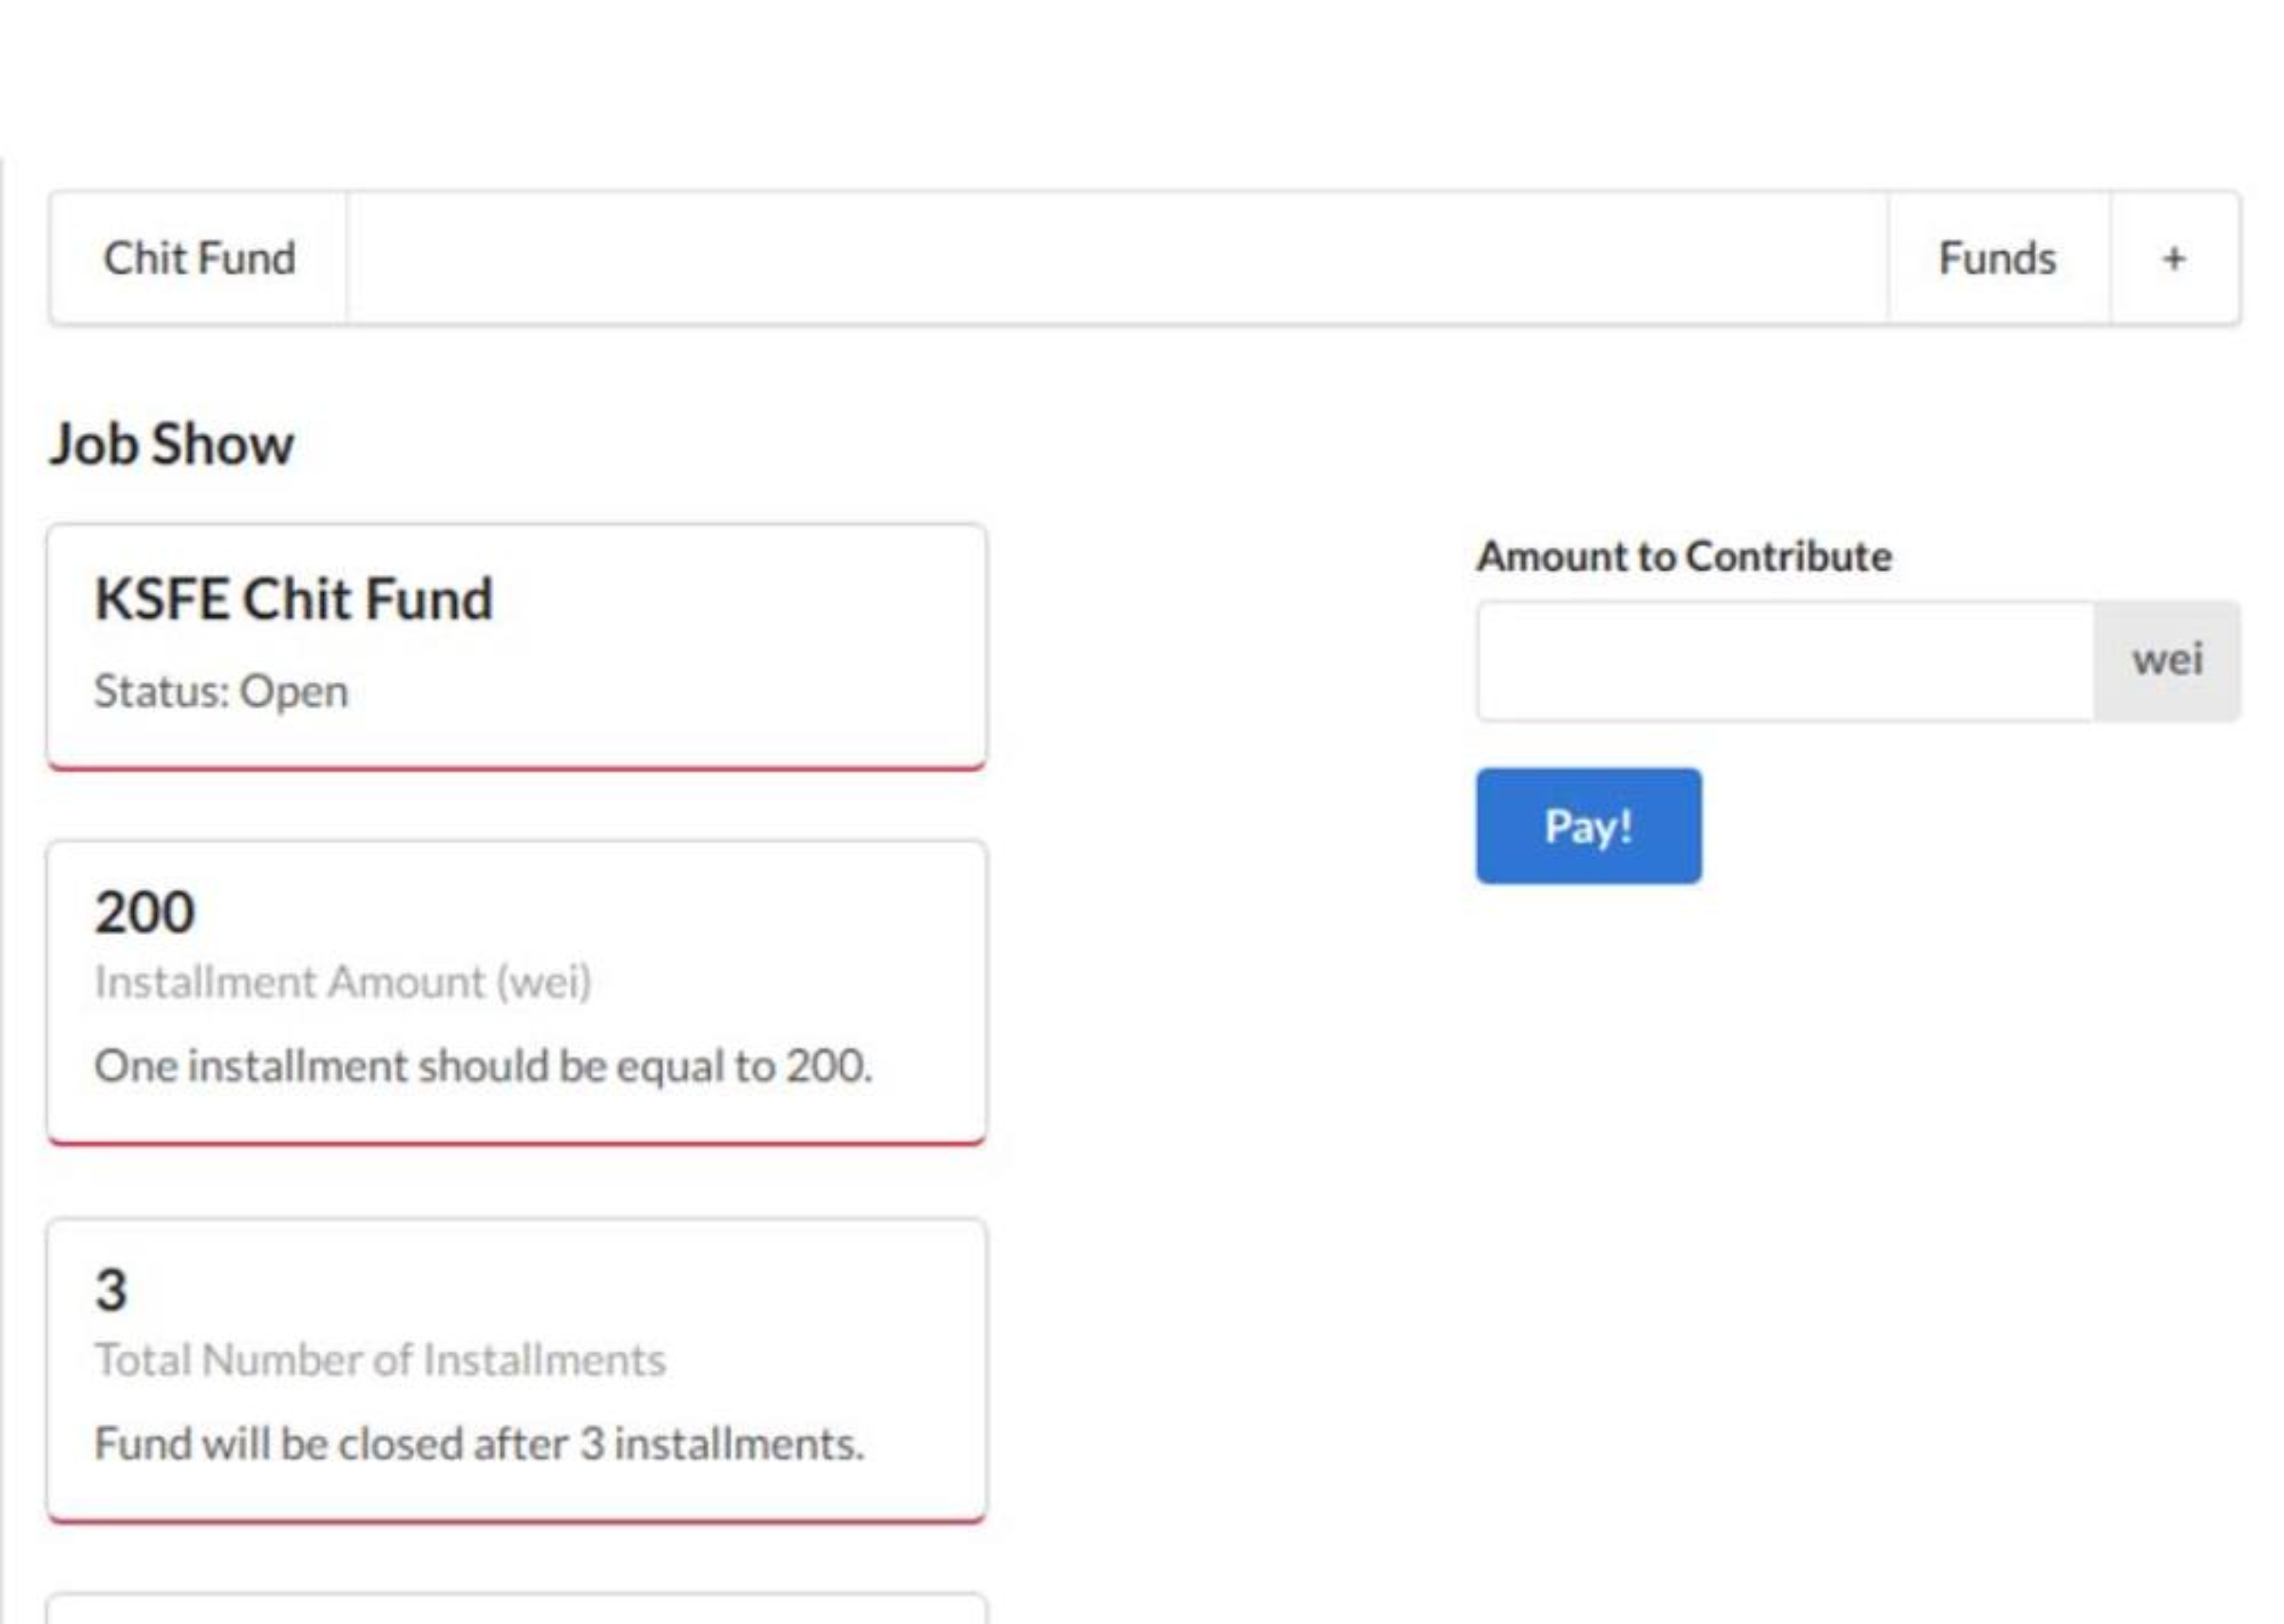 Chit Fund
Funds
+
Job Show
KSFE Chit Fund
Status: Open
200
Installment Amount (wei)
One installment should be equal to 200.
3
Total Number of Installments
Fund will be closed after 3 installments.
Amount to Contribute
wei
Pay!